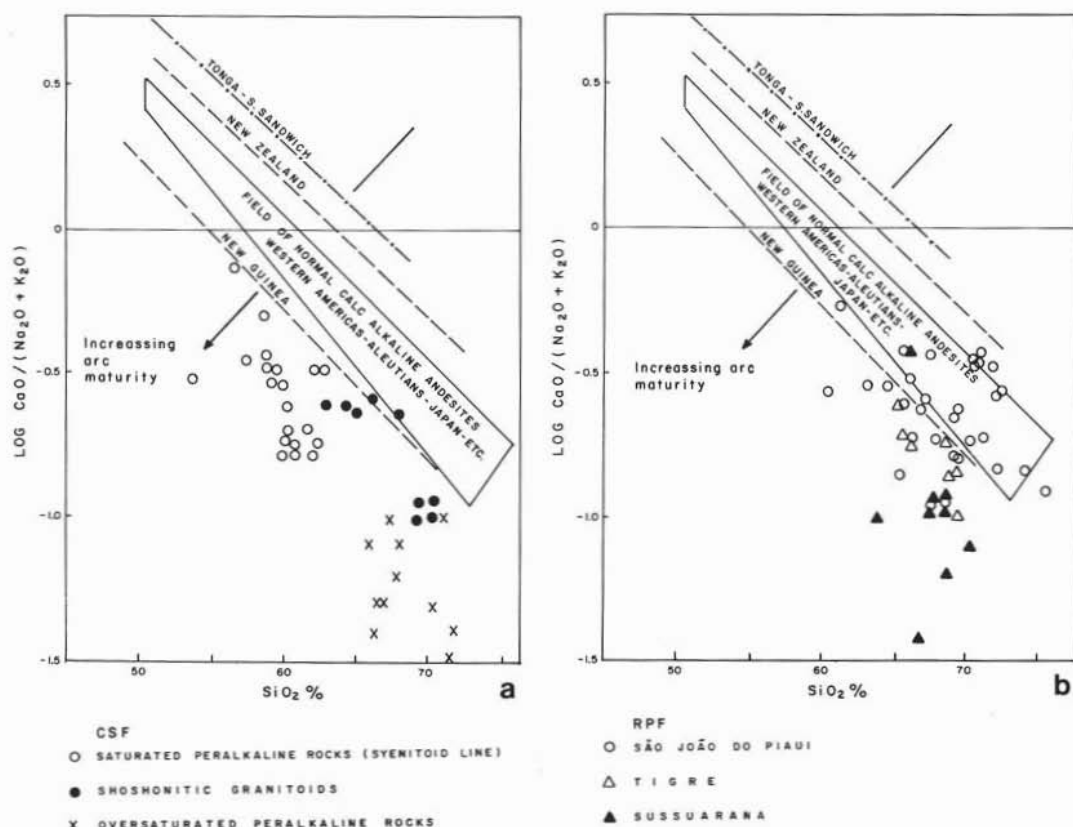 LOG CaO/(Na₂O + K₂O)
0.5
0
-0.5
-1.0
-1.5
TONGA - S. SANDWICH
NEW ZEALAND
FIELD OF NORMAL CALC ALKALINE ANDESITES
WESTERN AMERICAS-ALEUTIANS-JAPAN-ETC.
NEW GUINEA
Increassing
arc
maturity
50
60
70
SiO₂ %
a
LOG CaO/(Na₂O + K₂O)
0.5
0
-0.5
-1.0
-1.5
TONGA - S. SANDWICH
NEW ZEALAND
FIELD OF NORMAL CALC ALKALINE ANDESITES
WESTERN AMERICAS-ALEUTIANS-
JAPAN-ETC.
NEW GUINEA
Increassing arc
maturity
50
60
70
SiO₂ %
b
CSF
SATURATED PERALKALINE ROCKS (SYENITOID LINE)
SHOSHONITIC GRANITOIDS
X OVERSATURATED PERALKALINE ROCKS
RPF
SÃO JOÃO DO PIAUI
TIGRE
SUSSUARANA